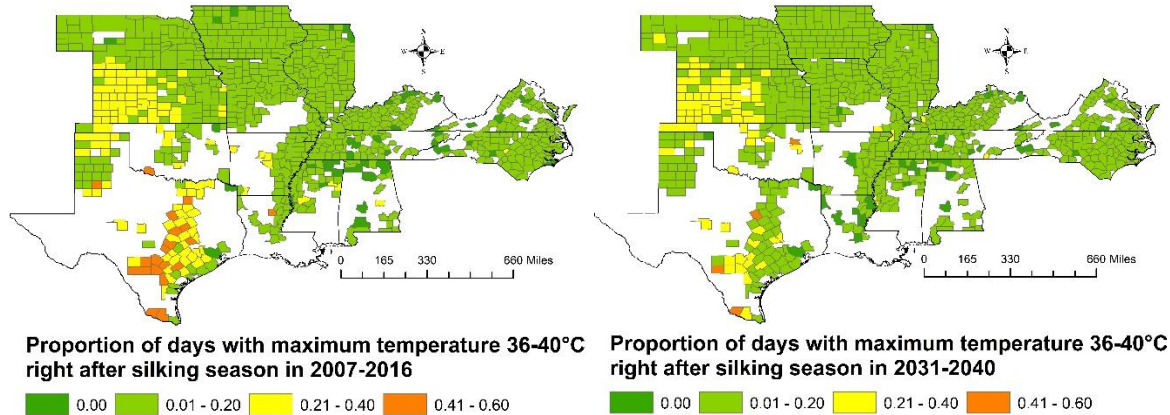 N
W E
S
0 165 330 660 Miles
Proportion of days with maximum temperature 36-40°C
right after silking season in 2007-2016
0.00 0.01 - 0.20 0.21 - 0.40 0.41 - 0.60
N
W E
S
0 165 330 660 Miles
Proportion of days with maximum temperature 36-40°C
right after silking season in 2031-2040
0.00 0.01 - 0.20 0.21 - 0.40 0.41 - 0.60